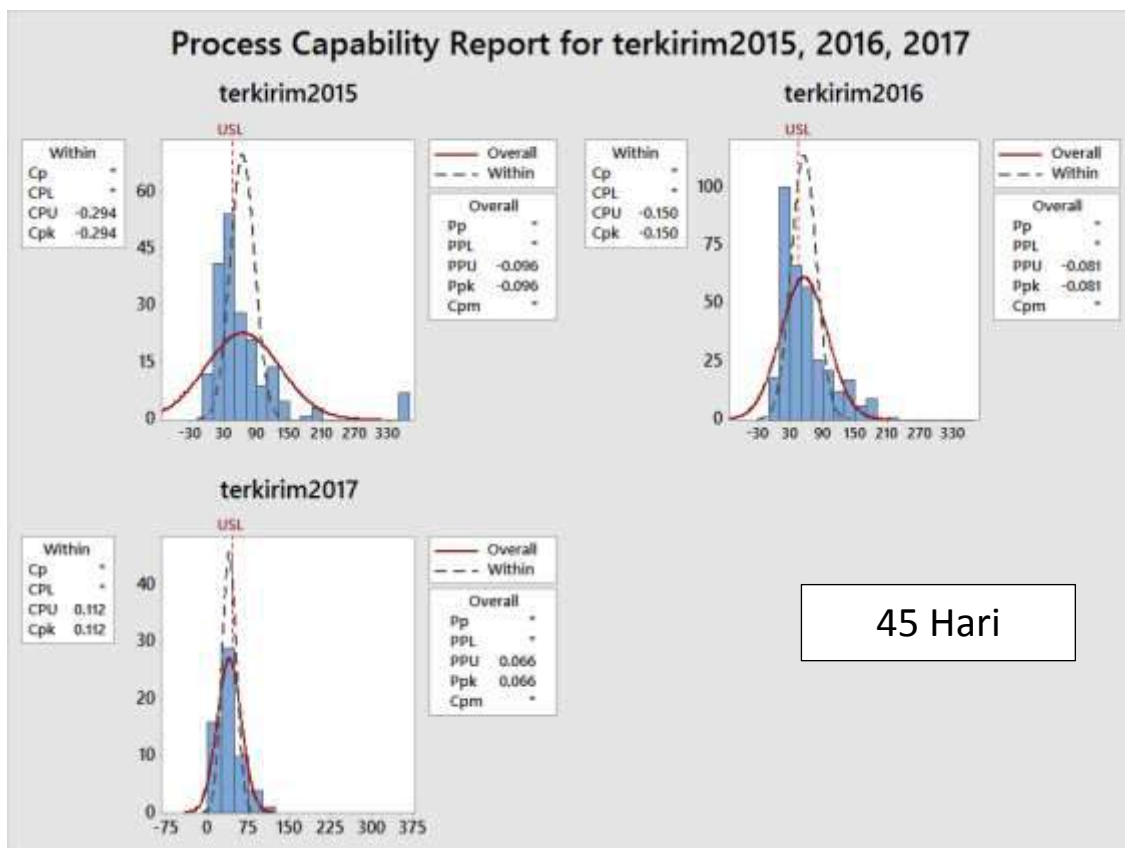 Process Capability Report for terkirim2015, 2016, 2017
terkirim2015
USL
Within
Cp *
CPL *
CPU -0.294
Cpk -0.294
Overall
Within
Overall
Pp *
PPL *
PPU -0.096
Ppk -0.096
Cpm *
60
45
30
15
0
-30 30 90 150 210 270 330
terkirim2016
USL
Within
Cp *
CPL *
CPU -0.150
Cpk -0.150
Overall
Within
Overall
Pp *
PPL *
PPU -0.081
Ppk -0.081
Cpm *
100
75
50
25
0
-30 30 90 150 210 270 330
terkirim2017
USL
Within
Cp *
CPL *
CPU 0.112
Cpk 0.112
Overall
Within
Overall
Pp *
PPL *
PPU 0.066
Ppk 0.066
Cpm *
40
30
20
10
0
-75 0 75 150 225 300 375
45 Hari